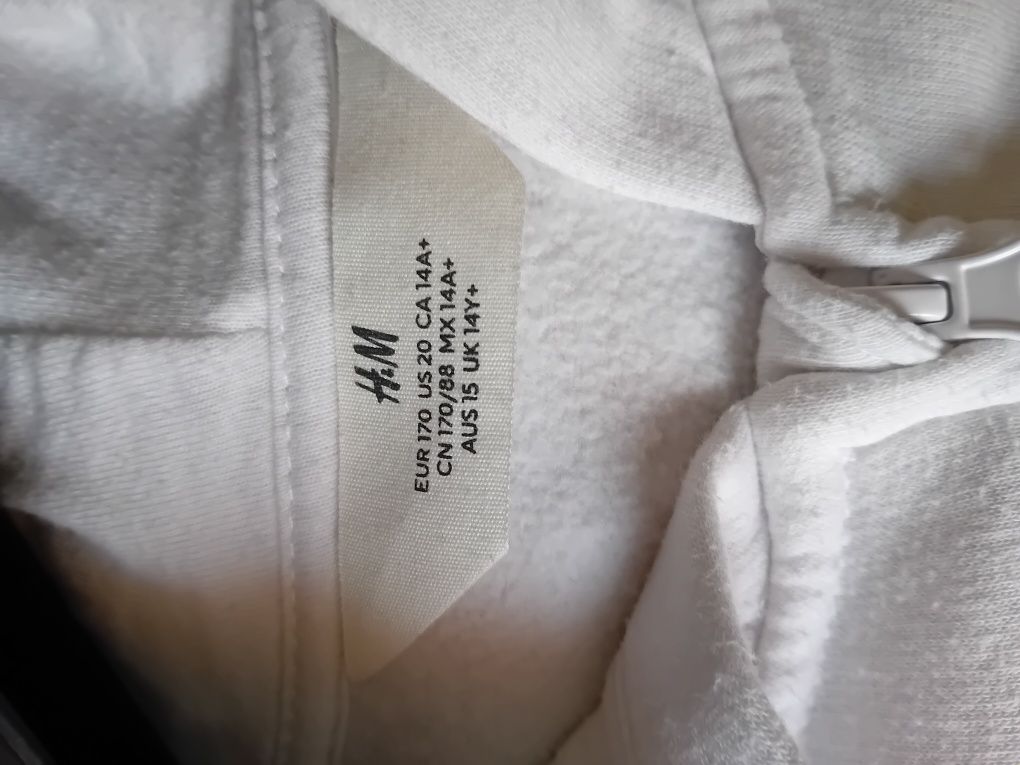 H&M
EUR 170 US 20 CA 14A+
CN 170/88 MX 14A+
AUS 15 UK 14Y+